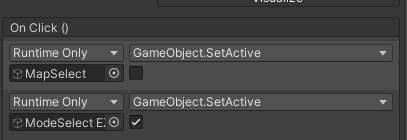 Visualize
On Click ()
Runtime Only GameObject.SetActive
MapSelect
Runtime Only GameObject.SetActive
ModeSelect E